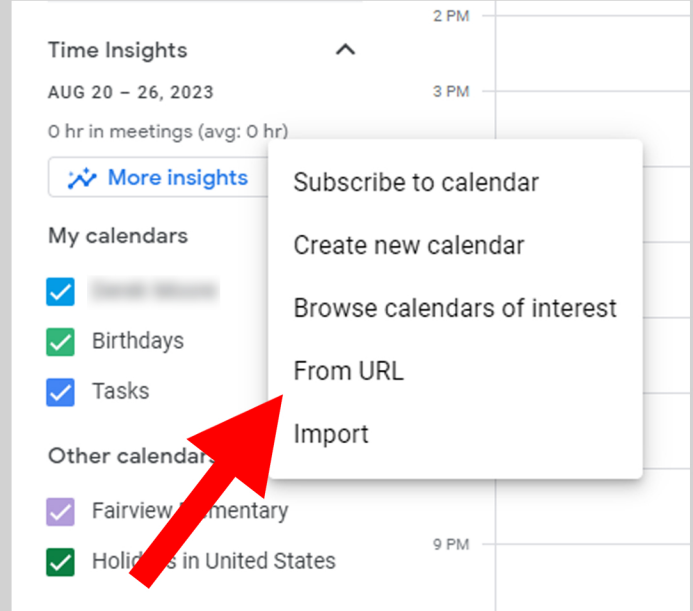 2 PM
Time Insights
AUG 20 – 26, 2023
3 PM
0 hr in meetings (avg: 0 hr)
More insights
My calendars
Birthdays
Tasks
Other calendars
Fairview
Holidays in United States
Subscribe to calendar
Create new calendar
Browse calendars of interest
From URL
Import
9 PM